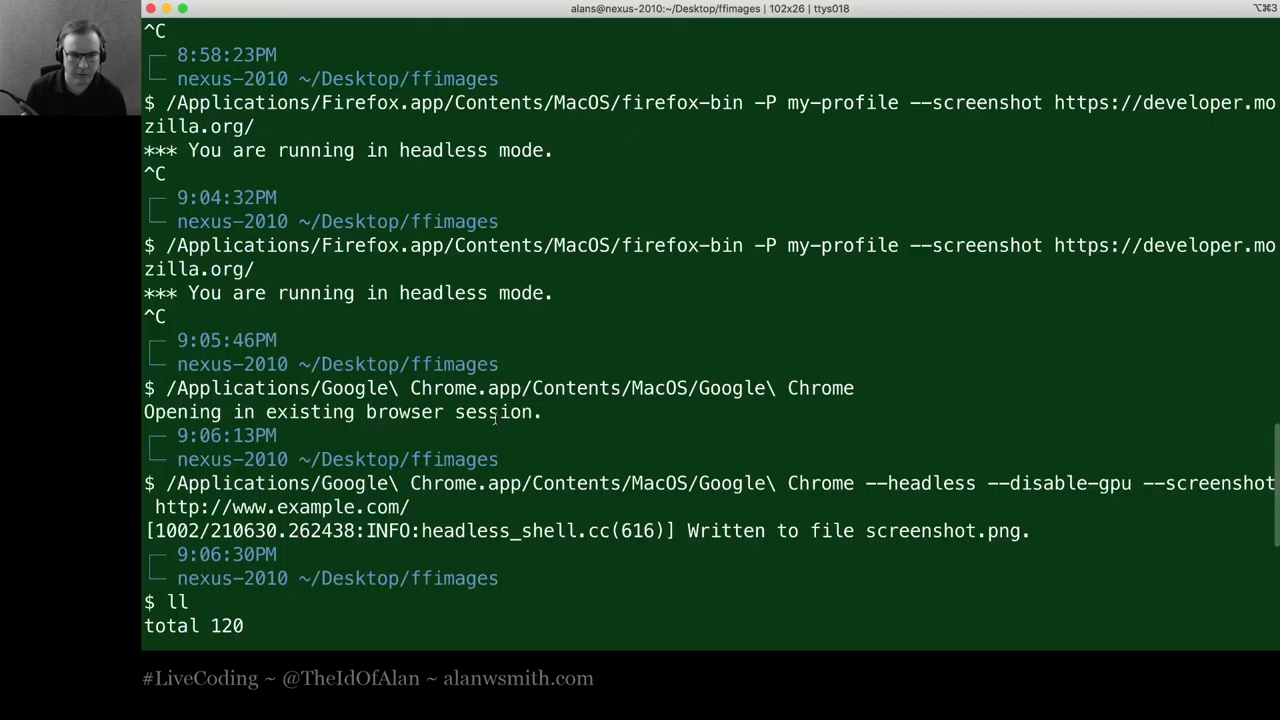 alans@nexus-2010:~/Desktop/ffimages | 102x26 | ttys018
⌥⌘3
^C
8:58:23PM
nexus-2010 ~/Desktop/ffimages
$ /Applications/Firefox.app/Contents/MacOS/firefox-bin -P my-profile --screenshot https://developer.mo
zilla.org/
*** You are running in headless mode.
^C
9:04:32PM
nexus-2010 ~/Desktop/ffimages
$ /Applications/Firefox.app/Contents/MacOS/firefox-bin -P my-profile --screenshot https://developer.mo
zilla.org/
*** You are running in headless mode.
^C
9:05:46PM
nexus-2010 ~/Desktop/ffimages
$ /Applications/Google\ Chrome.app/Contents/MacOS/Google\ Chrome
Opening in existing browser session.
9:06:13PM
nexus-2010 ~/Desktop/ffimages
$ /Applications/Google\ Chrome.app/Contents/MacOS/Google\ Chrome --headless --disable-gpu --screenshot
http://www.example.com/
[1002/210630.262438:INFO:headless_shell.cc(616)] Written to file screenshot.png.
9:06:30PM
nexus-2010 ~/Desktop/ffimages
$ ll
total 120
#LiveCoding ~ @TheIdOfAlan ~ alanwsmith.com